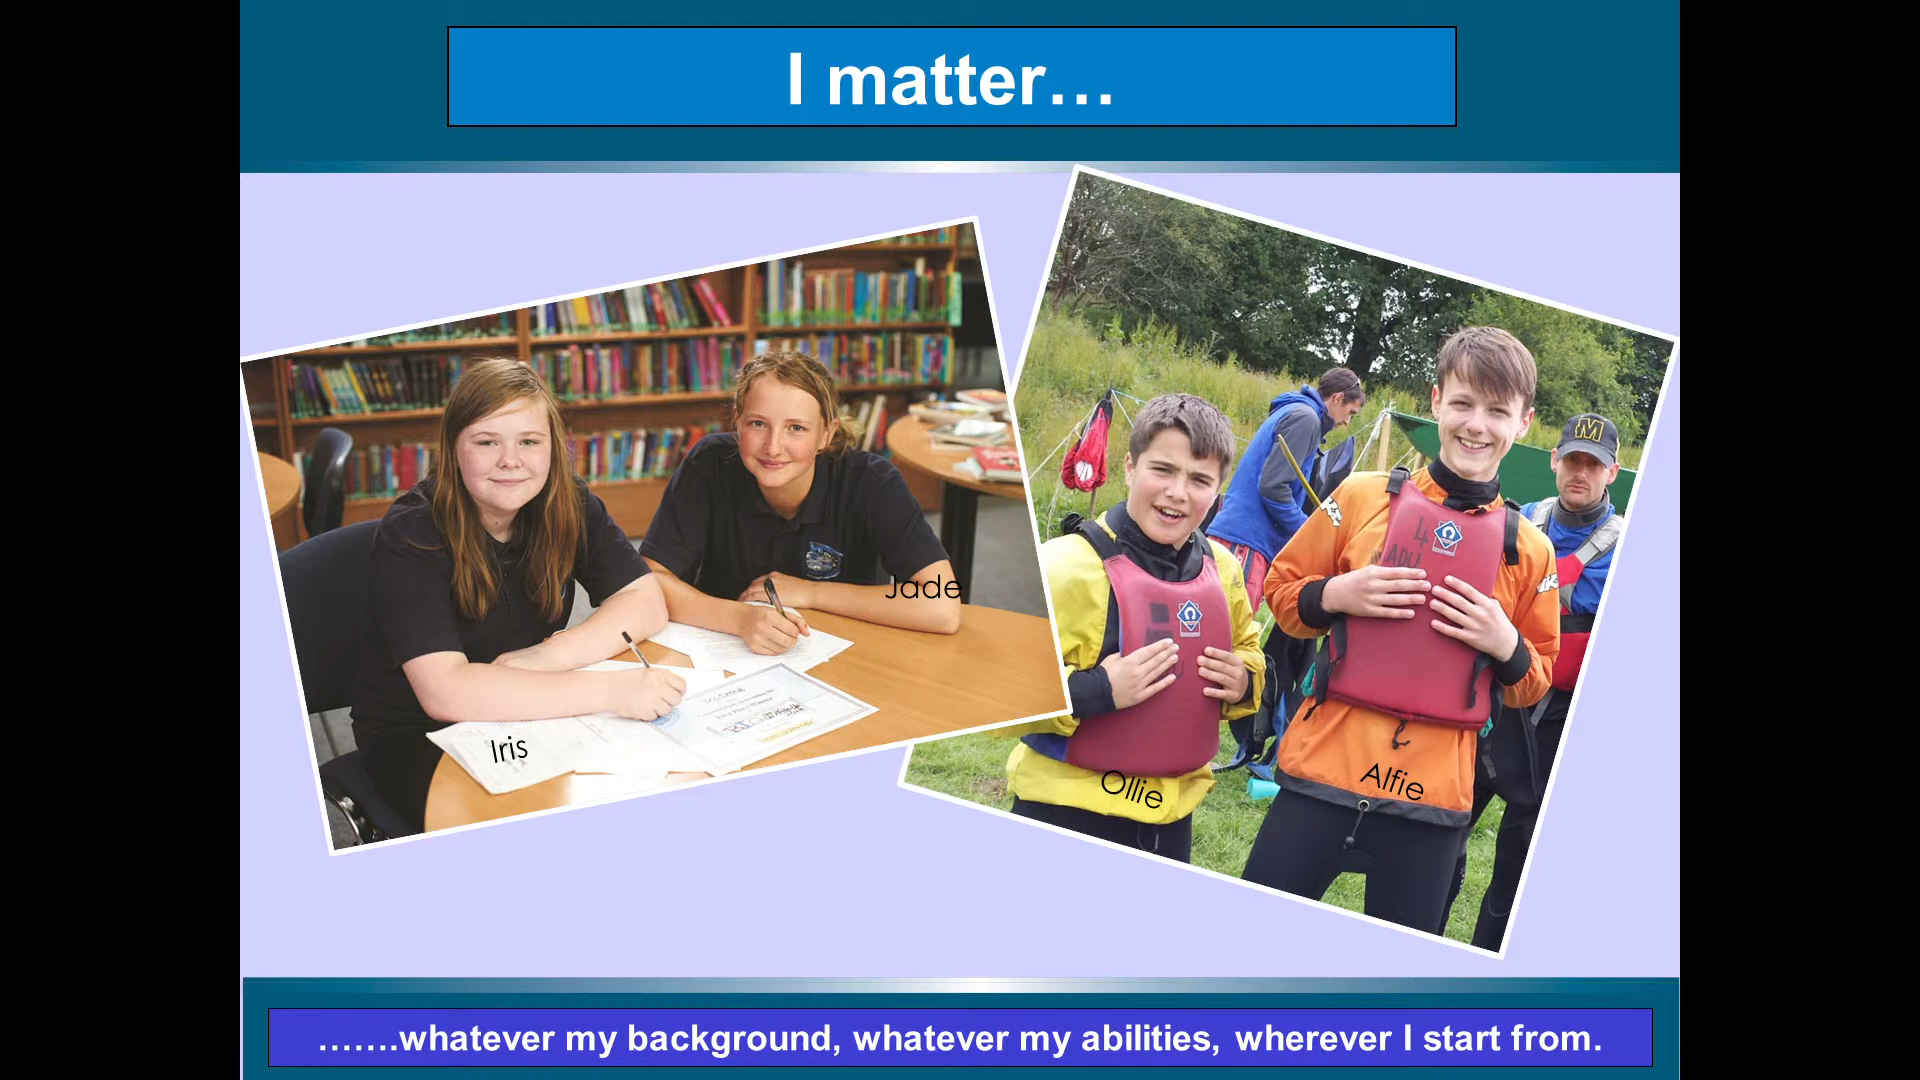 I matter…
Jade
Iris
Ollie
Alfie
…….whatever my background, whatever my abilities, wherever I start from.